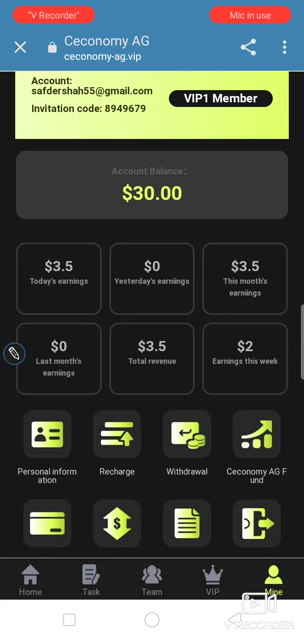 "V Recorder"
Mic in use
Ceconomy AG
ceconomy-ag.vip
Account:
safdershah55@gmail.com
Invitation code: 8949679
VIP1 Member
Account Balance:
$30.00
$3.5
Today's earnings
$0
Yesterday's earniings
$3.5
This month's
earnings
$0
Last month's
earniings
$3.5
Total revenue
$2
Earnings this week
Personal inform
ation
Recharge
Withdrawal
Ceconomy AG F
und
Home
Task
Team
VIP
Mine
V RECORDER